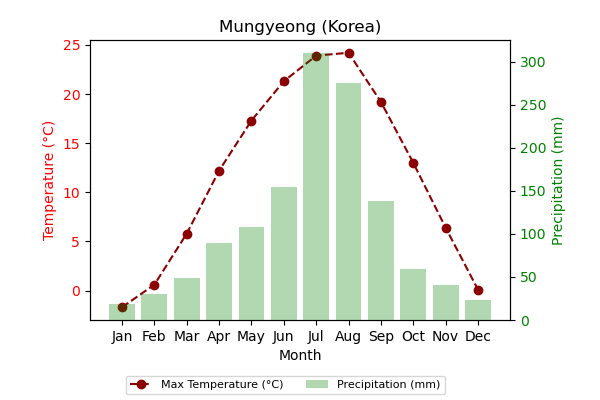 Mungyeong (Korea)
25
20
15
10
5
0
Temperature (°C)
300
250
200
150
100
50
0
Precipitation (mm)
Jan Feb Mar Apr May Jun Jul Aug Sep Oct Nov Dec
Month
Max Temperature (°C) Precipitation (mm)